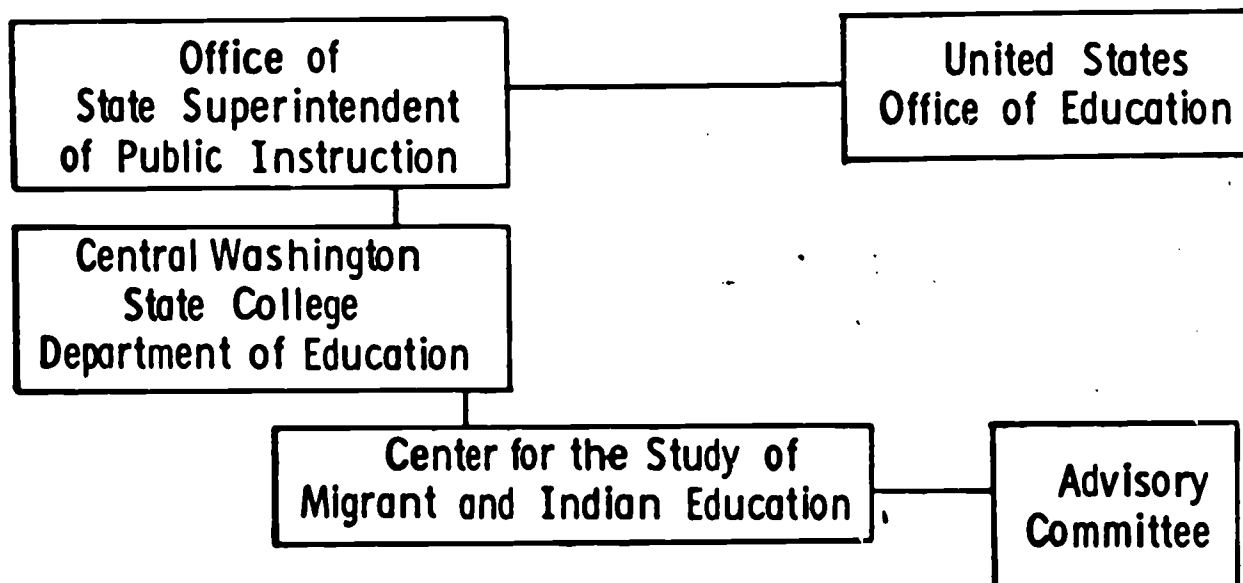 Office of
State Superintendent
of Public Instruction
United States
Office of Education
Central Washington
State College
Department of Education
Center for the Study of
Migrant and Indian Education
Advisory
Committee